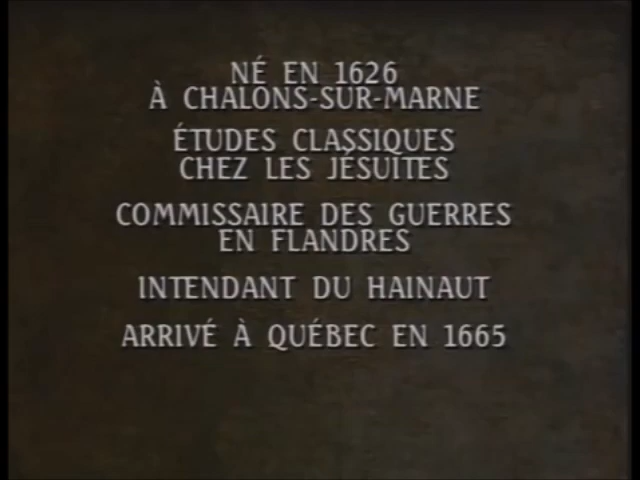 NÉ EN 1626
À CHALONS-SUR-MARNE
ÉTUDES CLASSIQUES
CHEZ LES JÉSUITES
COMMISSAIRE DES GUERRES
EN FLANDRES
INTENDANT DU HAINAUT
ARRIVÉ À QUÉBEC EN 1665